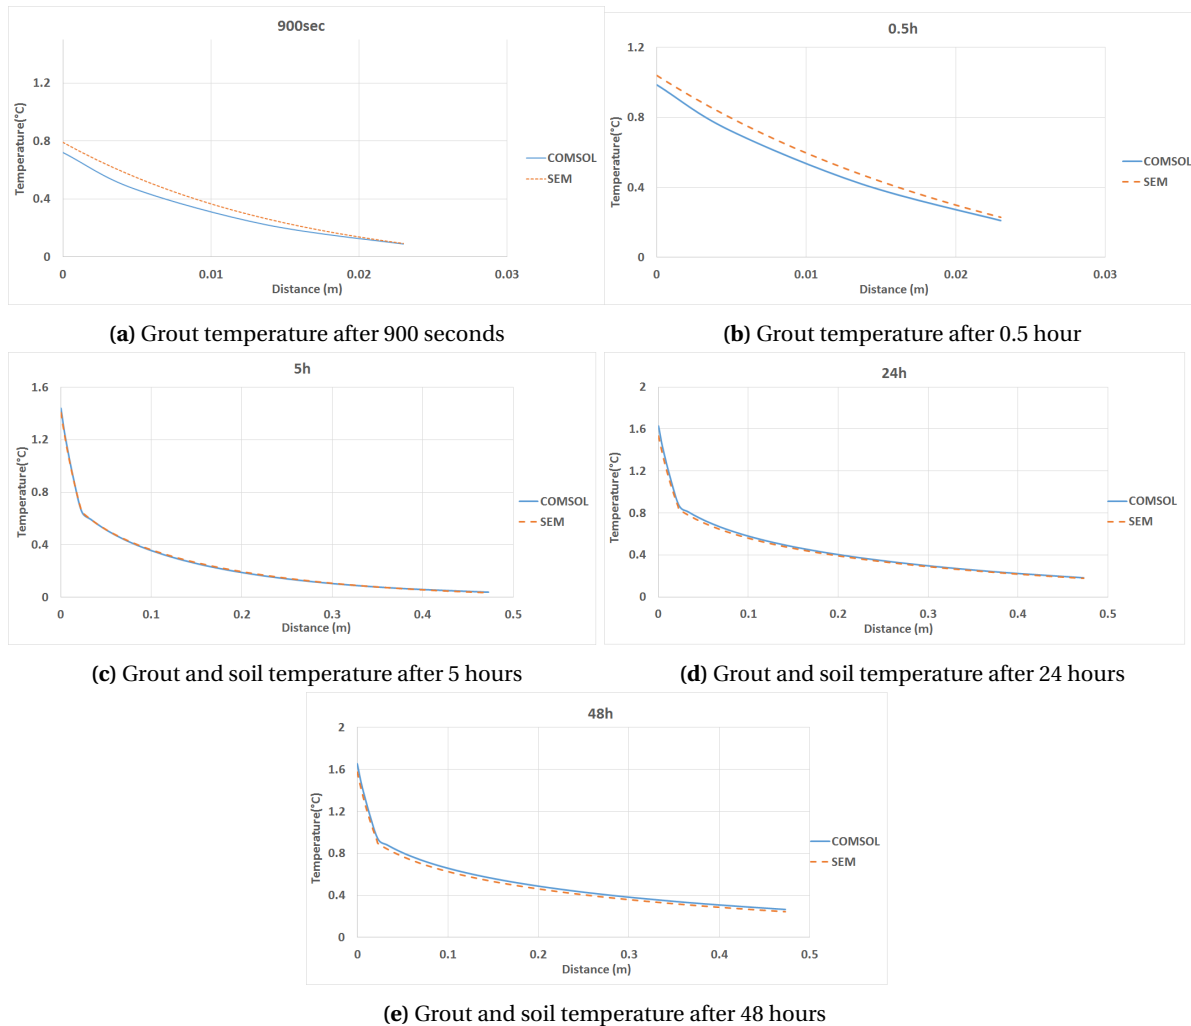 900sec
Temperature(°C)
1.2
0.8
0.4
0
0
0.01
0.02
0.03
Distance (m)
COMSOL
SEM
(a) Grout temperature after 900 seconds
0.5h
Temperature(°C)
1.2
0.8
0.4
0
0
0.01
0.02
0.03
Distance (m)
COMSOL
SEM
(b) Grout temperature after 0.5 hour
5h
Temperature(°C)
1.6
1.2
0.8
0.4
0
0
0.1
0.2
0.3
0.4
0.5
Distance (m)
COMSOL
SEM
(c) Grout and soil temperature after 5 hours
24h
Temperature(°C)
2
1.6
1.2
0.8
0.4
0
0
0.1
0.2
0.3
0.4
0.5
Distance (m)
COMSOL
SEM
(d) Grout and soil temperature after 24 hours
48h
Temperature(°C)
2
1.6
1.2
0.8
0.4
0
0
0.1
0.2
0.3
0.4
0.5
Distance (m)
COMSOL
SEM
(e) Grout and soil temperature after 48 hours